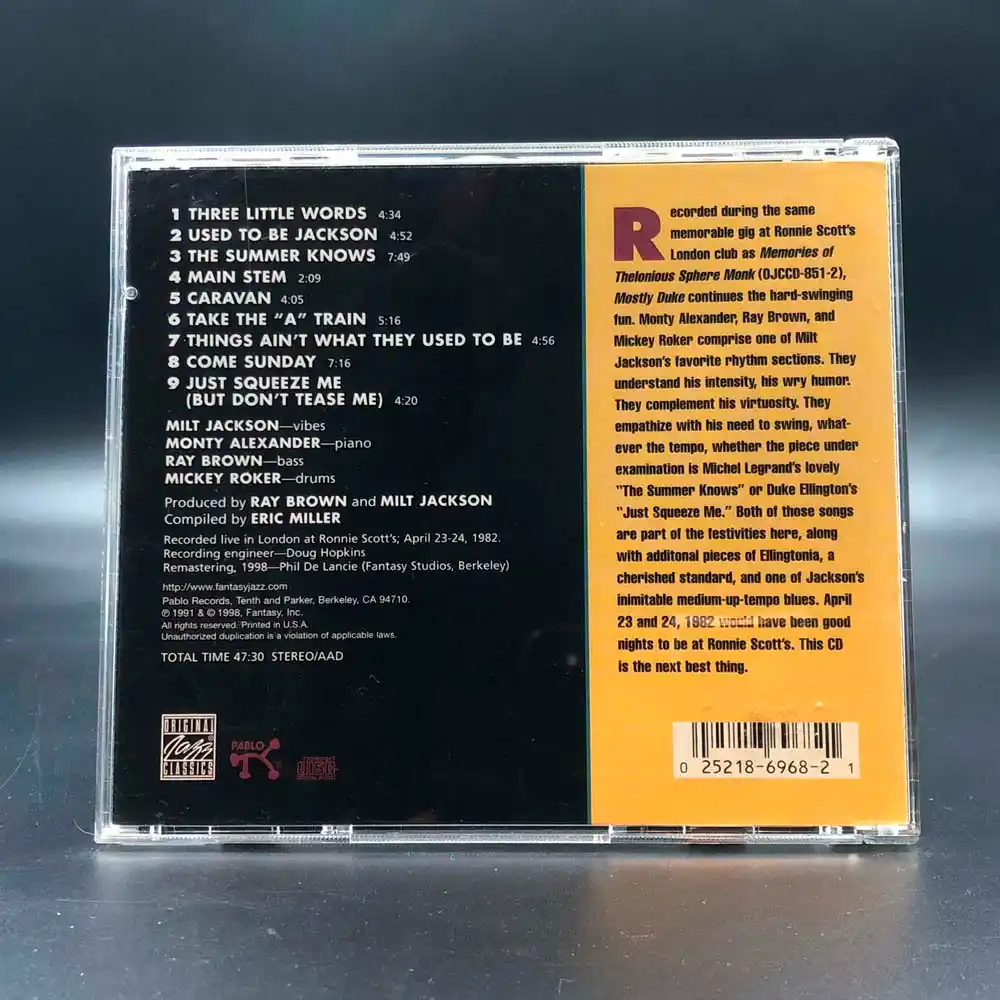 1 THREE LITTLE WORDS 4:34
2 USED TO BE JACKSON 4:52
3 THE SUMMER KNOWS 7:49
4 MAIN STEM 2:09
5 CARAVAN 4:05
6 TAKE THE “A” TRAIN 5:16
7 THINGS AIN’T WHAT THEY USED TO BE 4:56
8 COME SUNDAY 7:16
9 JUST SQUEEZE ME
(BUT DON’T TEASE ME) 4:20
MILT JACKSON—vibes
MONTY ALEXANDER—piano
RAY BROWN—bass
MICKEY ROKER—drums
Produced by RAY BROWN and MILT JACKSON
Compiled by ERIC MILLER
Recorded live in London at Ronnie Scott’s; April 23-24, 1982.
Recording engineer—Doug Hopkins
Remastering, 1998—Phil De Lancie (Fantasy Studios, Berkeley)
http://www.fantasyjazz.com
Pablo Records, Tenth and Parker, Berkeley, CA 94710.
℗ 1991 & © 1998, Fantasy, Inc.
All rights reserved. Printed in U.S.A.
Unauthorized duplication is a violation of applicable laws.
TOTAL TIME 47:30 STEREO/AAD
ORIGINAL
Jazz
CLASSICS
PABLO
COMPACT
disc
Recorded during the same
memorable gig at Ronnie Scott’s
London club as Memories of
Thelonious Sphere Monk (OJCCD-851-2),
Mostly Duke continues the hard-swinging
fun. Monty Alexander, Ray Brown, and
Mickey Roker comprise one of Milt
Jackson’s favorite rhythm sections. They
understand his intensity, his wry humor.
They complement his virtuosity. They
empathize with his need to swing, what-
ever the tempo, whether the piece under
examination is Michel Legrand’s lovely
“The Summer Knows” or Duke Ellington’s
“Just Squeeze Me.” Both of those songs
are part of the festivities here, along
with additonal pieces of Ellingtonia, a
cherished standard, and one of Jackson’s
inimitable medium-up-tempo blues. April
23 and 24, 1982 would have been good
nights to be at Ronnie Scott’s. This CD
is the next best thing.
0 25218-6968-2 1